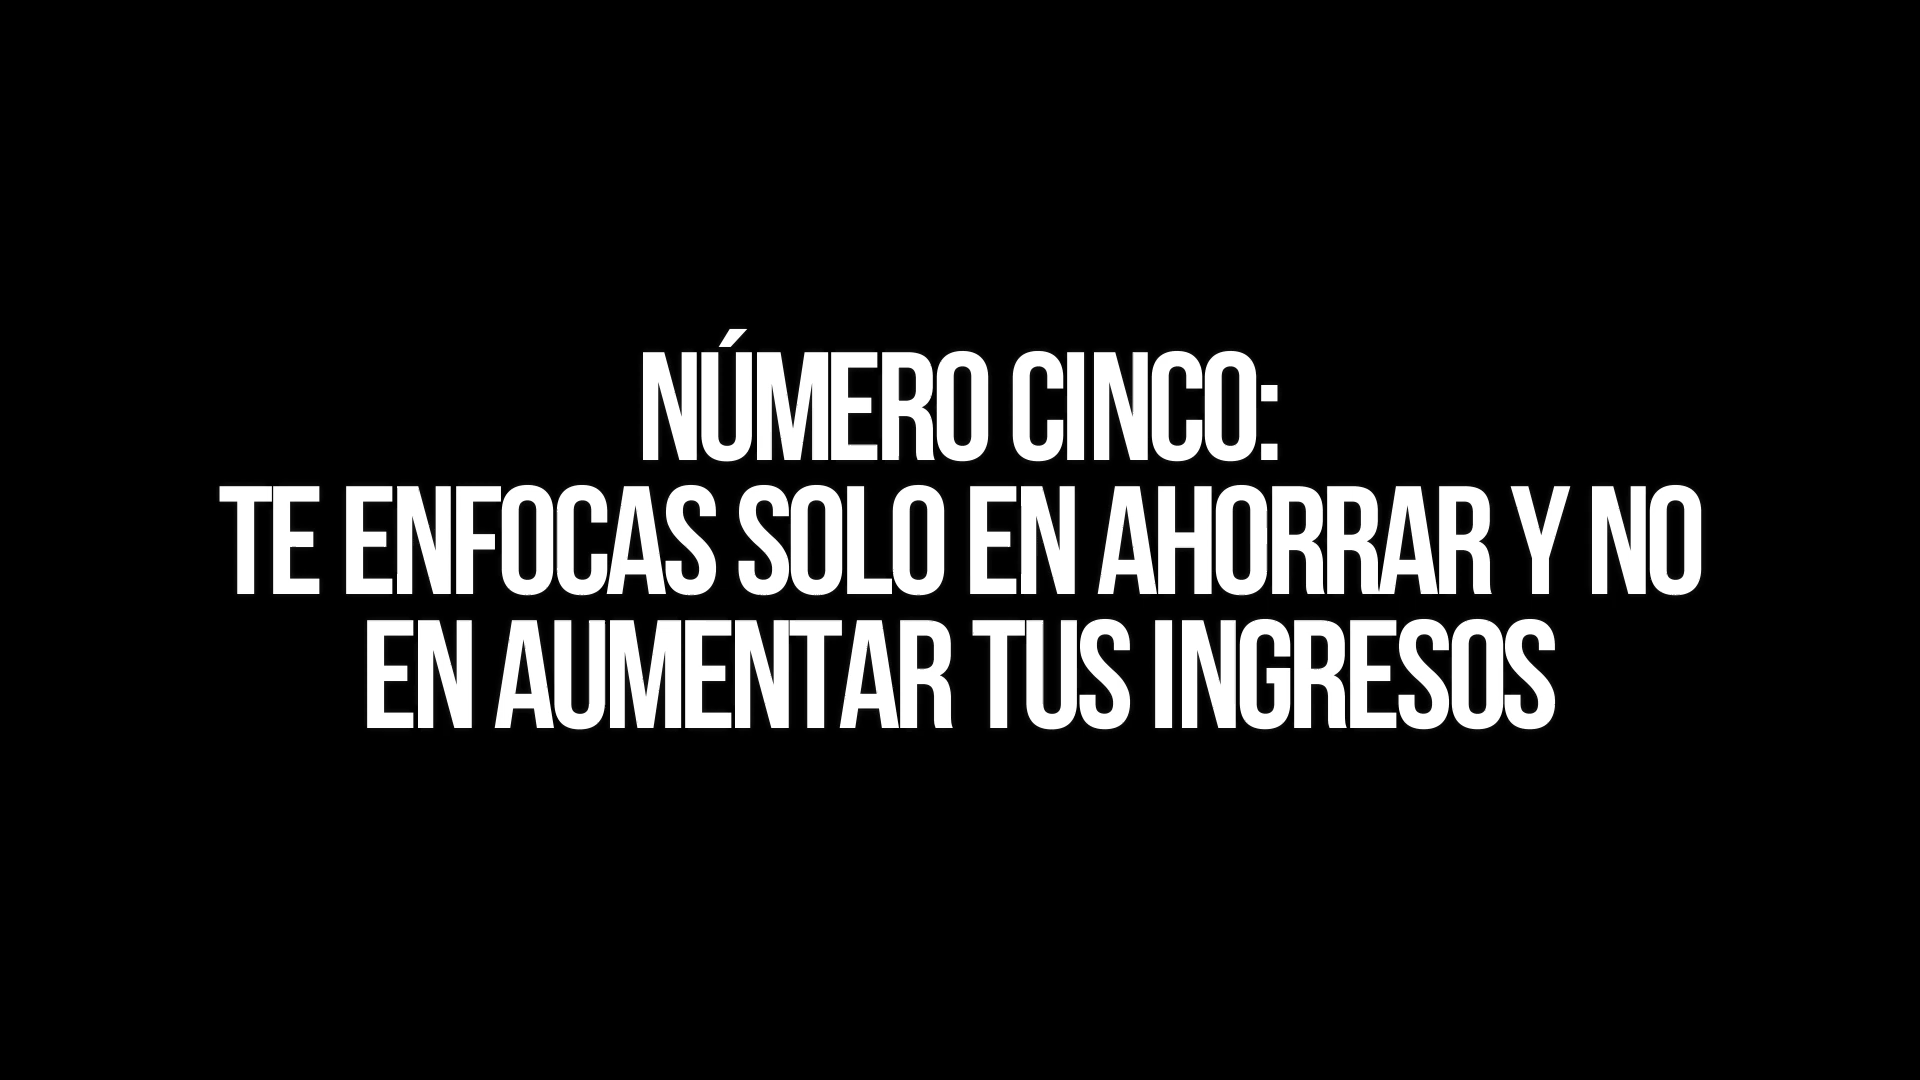 NÚMERO CINCO:
TE ENFOCAS SOLO EN AHORRAR Y NO
EN AUMENTAR TUS INGRESOS